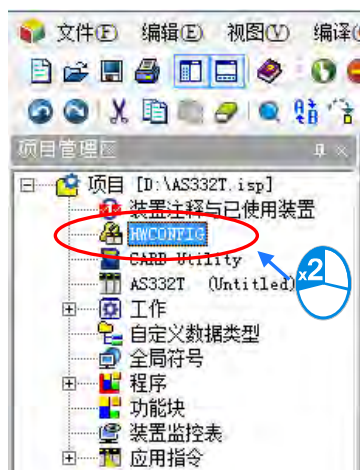 文件(F) 编辑(E) 视图(V) 编译(
项目管理区
项目 [D:\AS332T.isp]
装置注释与已使用装置
HWCONFIG
CARD Utility
AS332T (Untitled)
工作
自定义数据类型
全局符号
程序
功能块
装置监控表
应用指令
x2